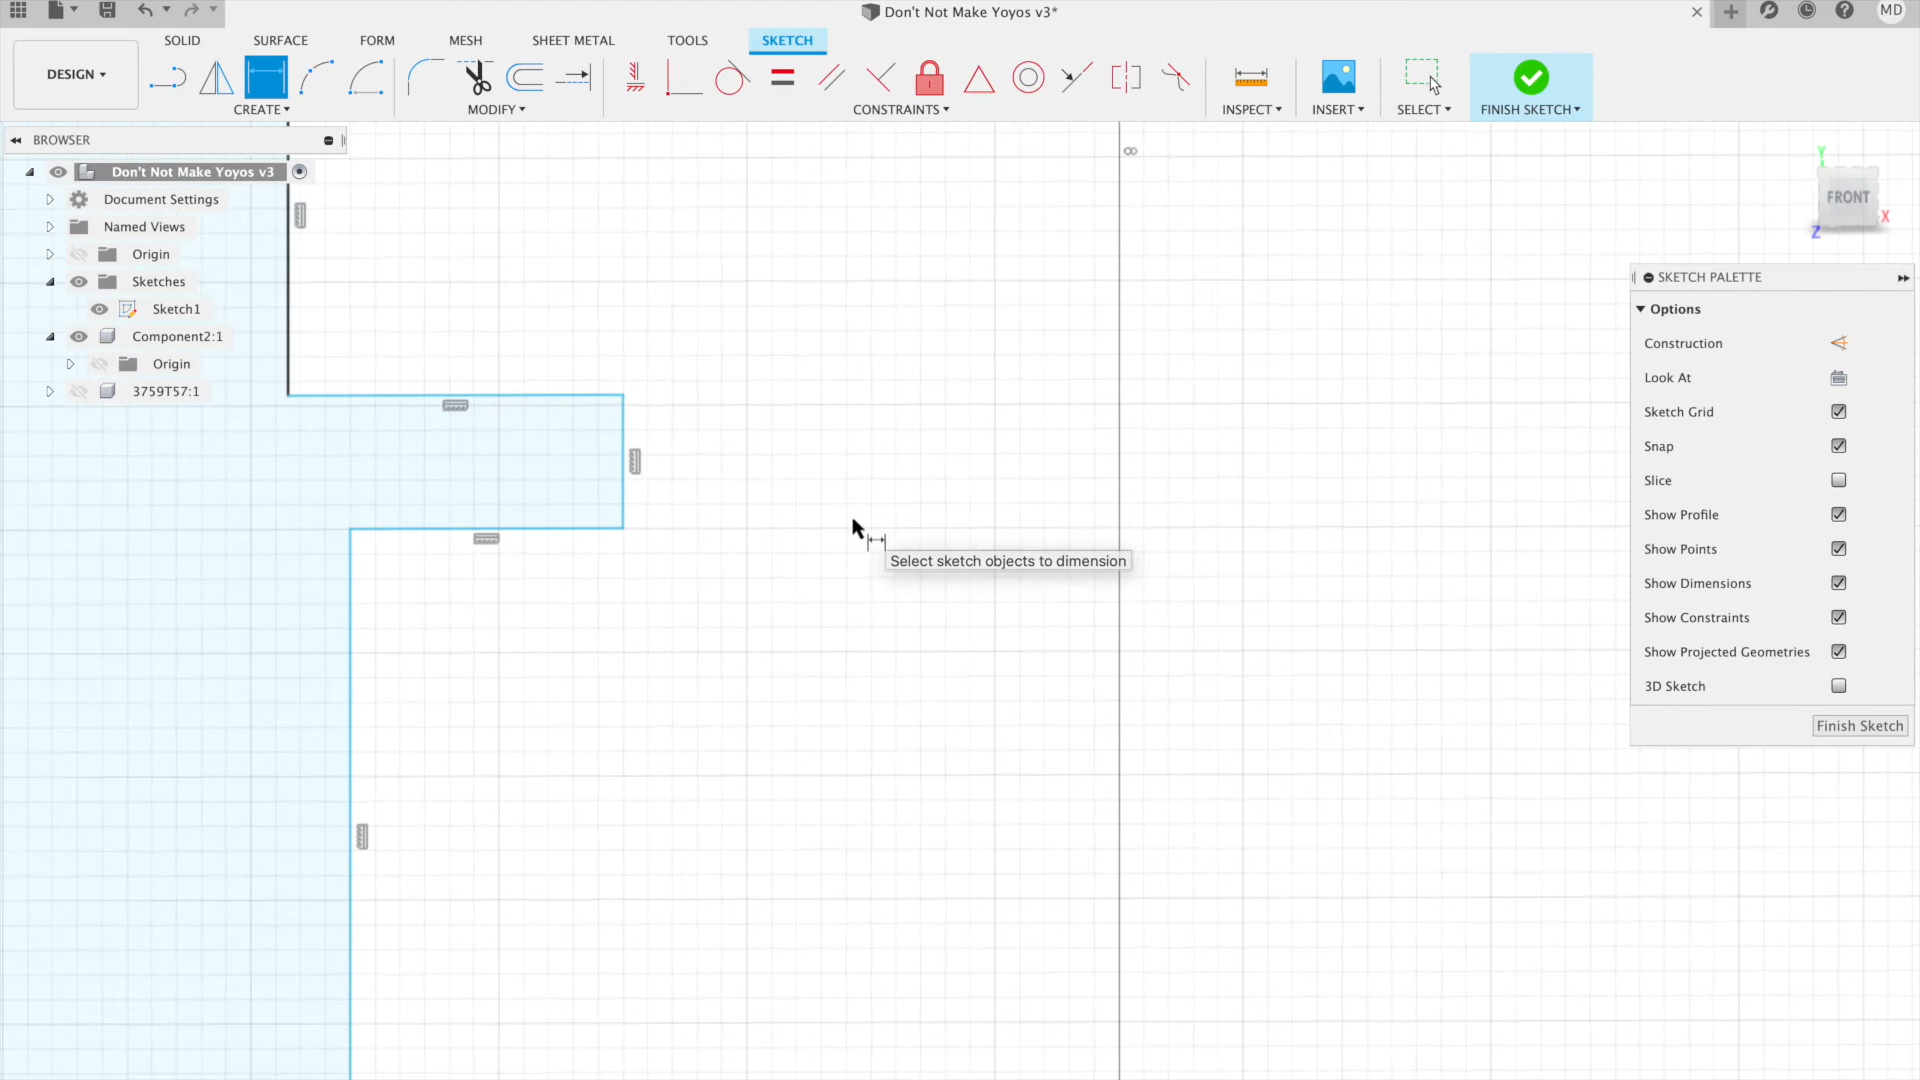 Don't Not Make Yoyos v3*
MD
DESIGN
SOLID
SURFACE
FORM
MESH
SHEET METAL
TOOLS
SKETCH
CREATE
MODIFY
CONSTRAINTS
INSPECT
INSERT
SELECT
FINISH SKETCH
BROWSER
Don't Not Make Yoyos v3
Document Settings
Named Views
Origin
Sketches
Sketch1
Component2:1
Origin
3759T57:1
Select sketch objects to dimension
Y
FRONT
X
Z
SKETCH PALETTE
Options
Construction
Look At
Sketch Grid
Snap
Slice
Show Profile
Show Points
Show Dimensions
Show Constraints
Show Projected Geometries
3D Sketch
Finish Sketch